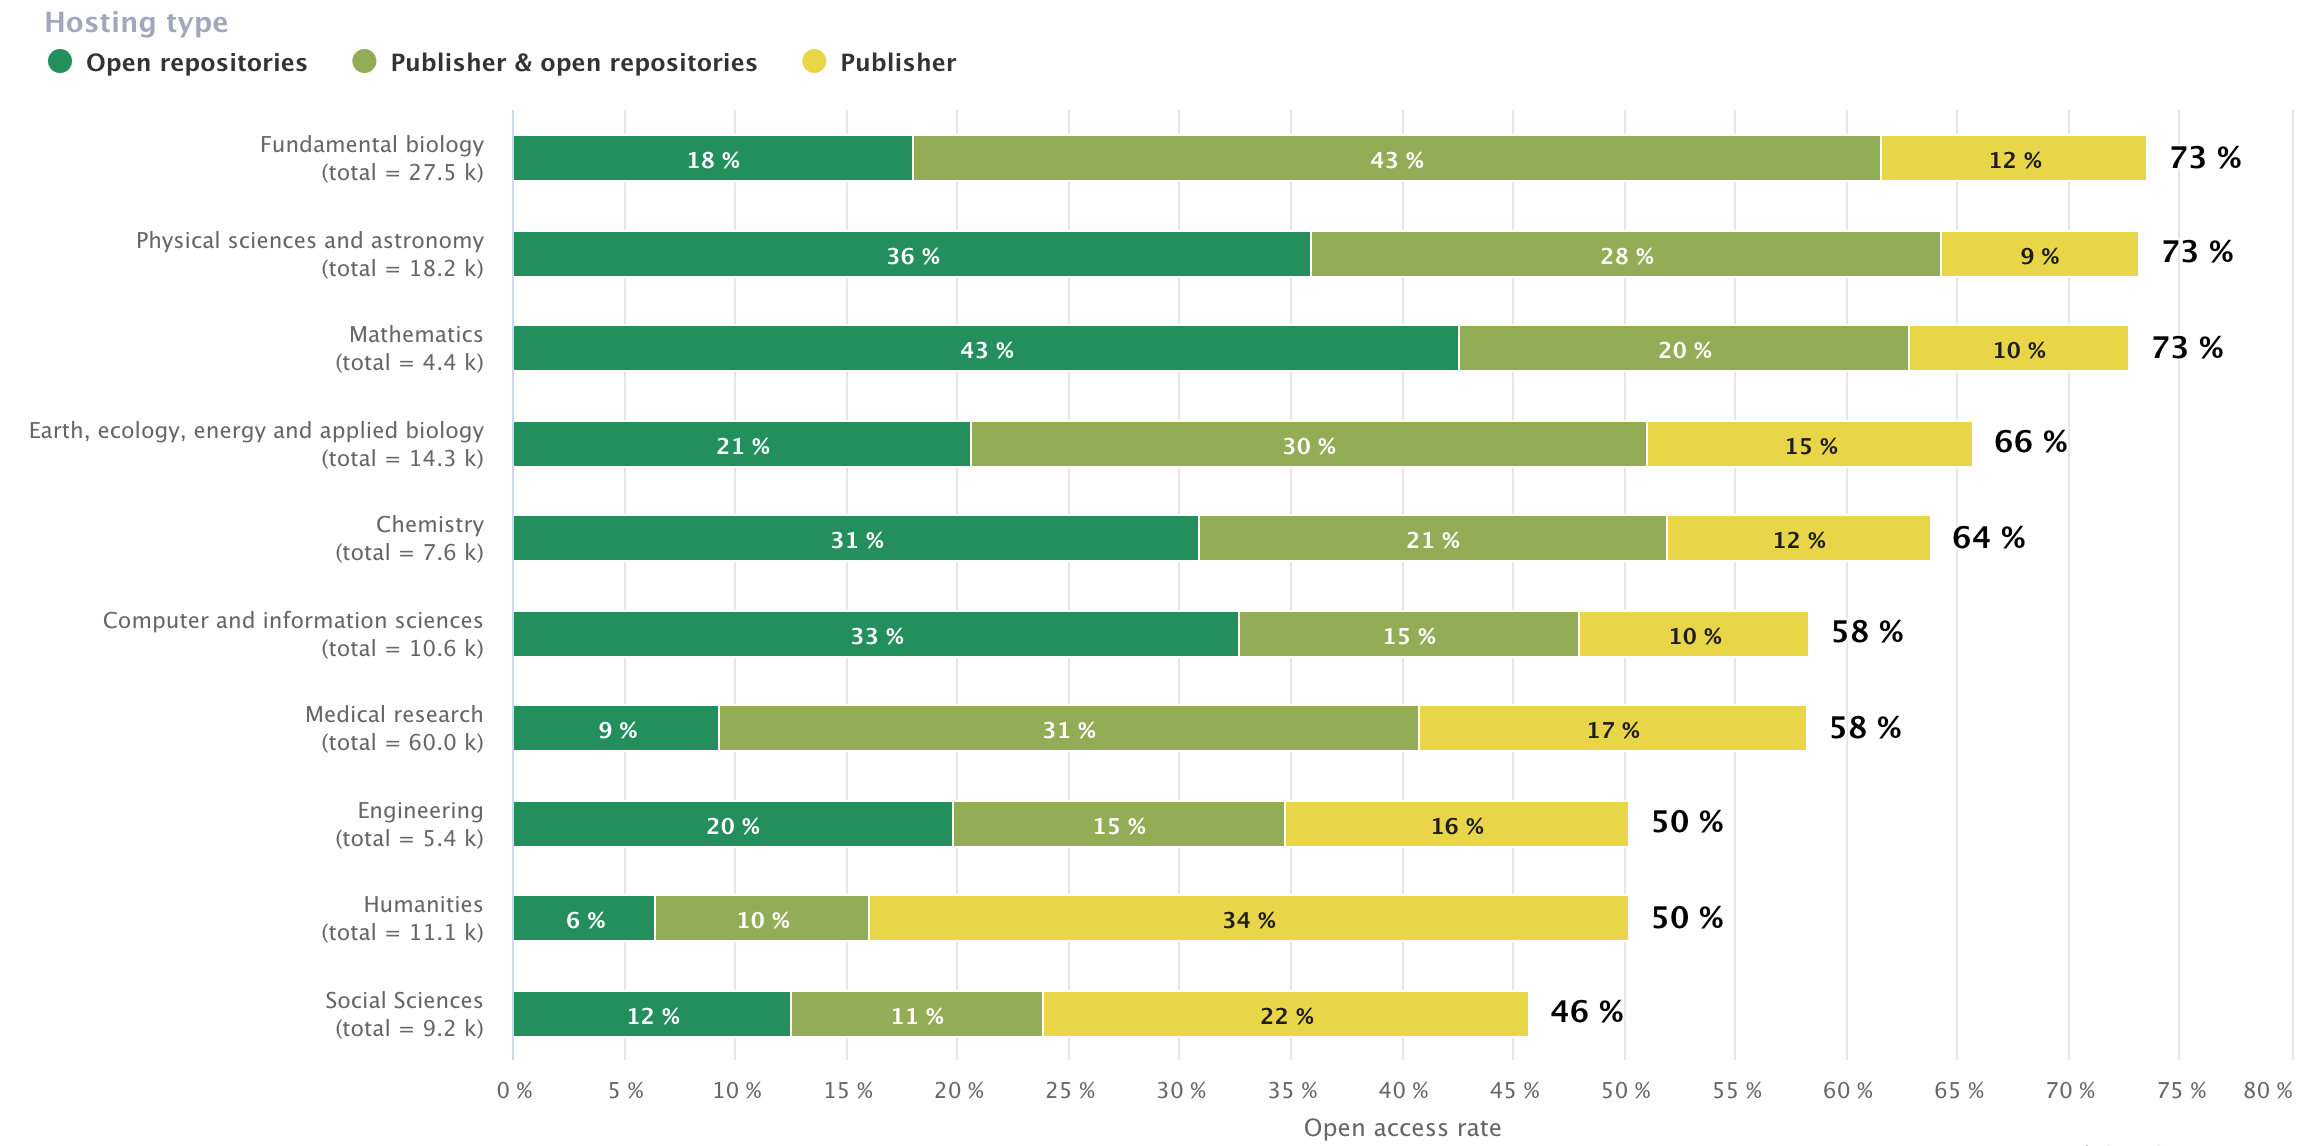 Hosting type
Open repositories
Publisher & open repositories
Publisher
Fundamental biology
(total = 27.5 k)
18 %
43 %
12 %
73 %
Physical sciences and astronomy
(total = 18.2 k)
36 %
28 %
9 %
73 %
Mathematics
(total = 4.4 k)
43 %
20 %
10 %
73 %
Earth, ecology, energy and applied biology
(total = 14.3 k)
21 %
30 %
15 %
66 %
Chemistry
(total = 7.6 k)
31 %
21 %
12 %
64 %
Computer and information sciences
(total = 10.6 k)
33 %
15 %
10 %
58 %
Medical research
(total = 60.0 k)
9 %
31 %
17 %
58 %
Engineering
(total = 5.4 k)
20 %
15 %
16 %
50 %
Humanities
(total = 11.1 k)
6 %
10 %
34 %
50 %
Social Sciences
(total = 9.2 k)
12 %
11 %
22 %
46 %
0 % 5 % 10 % 15 % 20 % 25 % 30 % 35 % 40 % 45 % 50 % 55 % 60 % 65 % 70 % 75 % 80 %
Open access rate